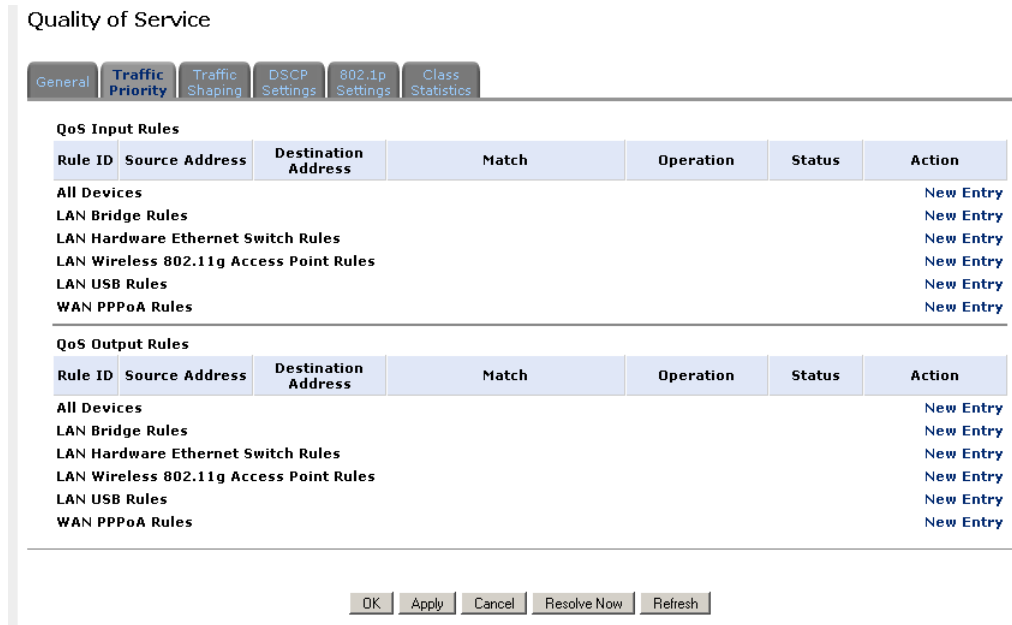 Quality of Service
General Traffic Priority Traffic Shaping DSCP Settings 802.1p Settings Class Statistics
QoS Input Rules
Rule ID Source Address Destination Address Match Operation Status Action
All Devices New Entry
LAN Bridge Rules New Entry
LAN Hardware Ethernet Switch Rules New Entry
LAN Wireless 802.11g Access Point Rules New Entry
LAN USB Rules New Entry
WAN PPPoA Rules New Entry
QoS Output Rules
Rule ID Source Address Destination Address Match Operation Status Action
All Devices New Entry
LAN Bridge Rules New Entry
LAN Hardware Ethernet Switch Rules New Entry
LAN Wireless 802.11g Access Point Rules New Entry
LAN USB Rules New Entry
WAN PPPoA Rules New Entry
OK Apply Cancel Resolve Now Refresh